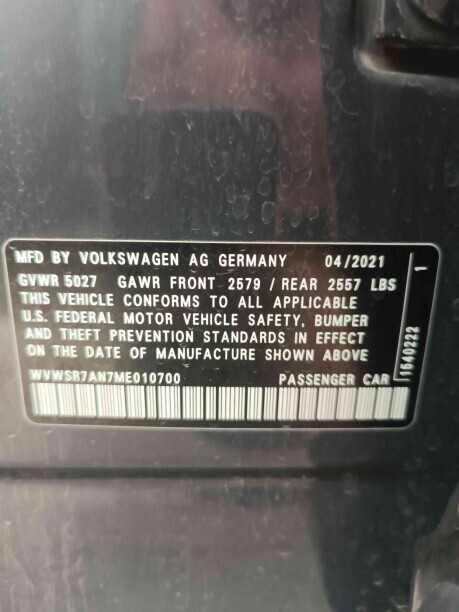 MFD BY VOLKSWAGEN AG GERMANY 04/2021
GVWR 5027 GAWR FRONT 2579 / REAR 2557 LBS
THIS VEHICLE CONFORMS TO ALL APPLICABLE
U.S. FEDERAL MOTOR VEHICLE SAFETY, BUMPER
AND THEFT PREVENTION STANDARDS IN EFFECT
ON THE DATE OF MANUFACTURE SHOWN ABOVE
WVWSR7AN7ME010700 PASSENGER CAR
1640222 1